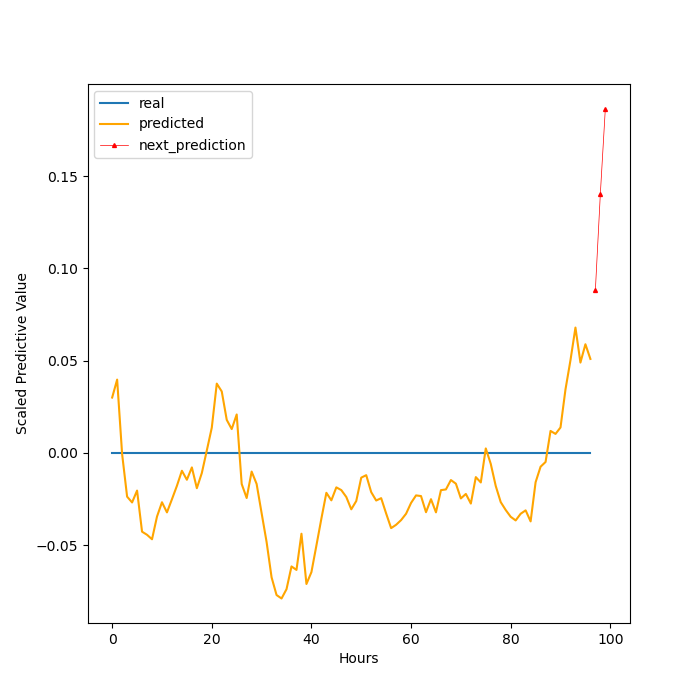 real
predicted
next_prediction
0.15
0.10
0.05
0.00
−0.05
Scaled Predictive Value
0 20 40 60 80 100
Hours